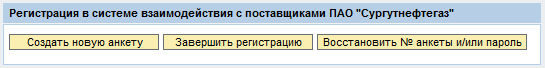 Регистрация в системе взаимодействия с поставщиками ПАО "Сургутнефтегаз"
Создать новую анкету Завершить регистрацию Восстановить № анкеты и/или пароль